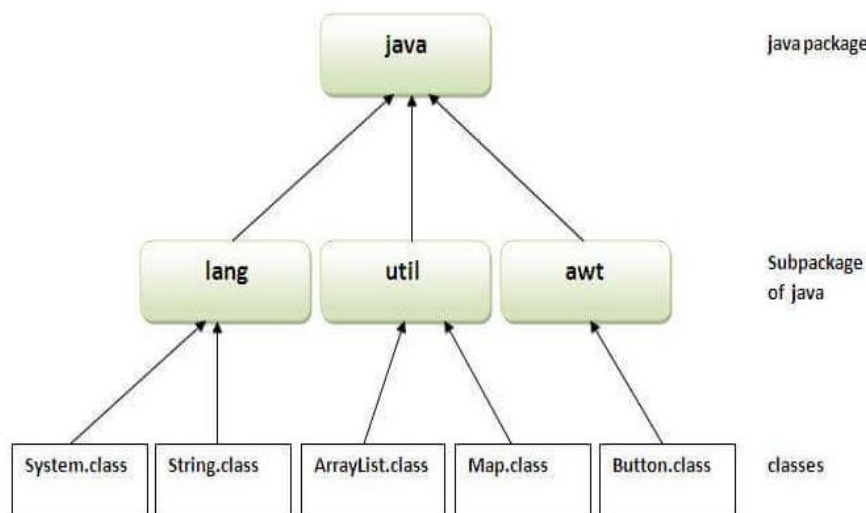 java
java package
lang
util
awt
Subpackage
of java
System.class
String.class
ArrayList.class
Map.class
Button.class
classes